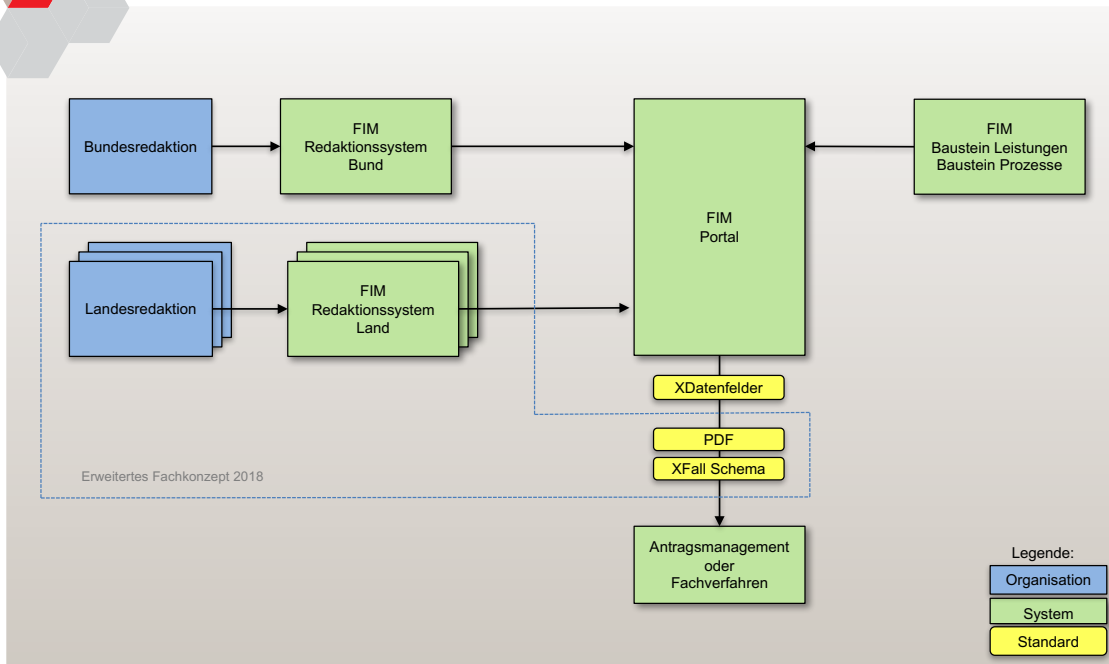 Bundesredaktion
FIM
Redaktionssystem
Bund
FIM
Portal
FIM
Baustein Leistungen
Baustein Prozesse
Landesredaktion
FIM
Redaktionssystem
Land
XDatenfelder
PDF
XFall Schema
Erweitertes Fachkonzept 2018
Antragsmanagement
oder
Fachverfahren
Legende:
Organisation
System
Standard